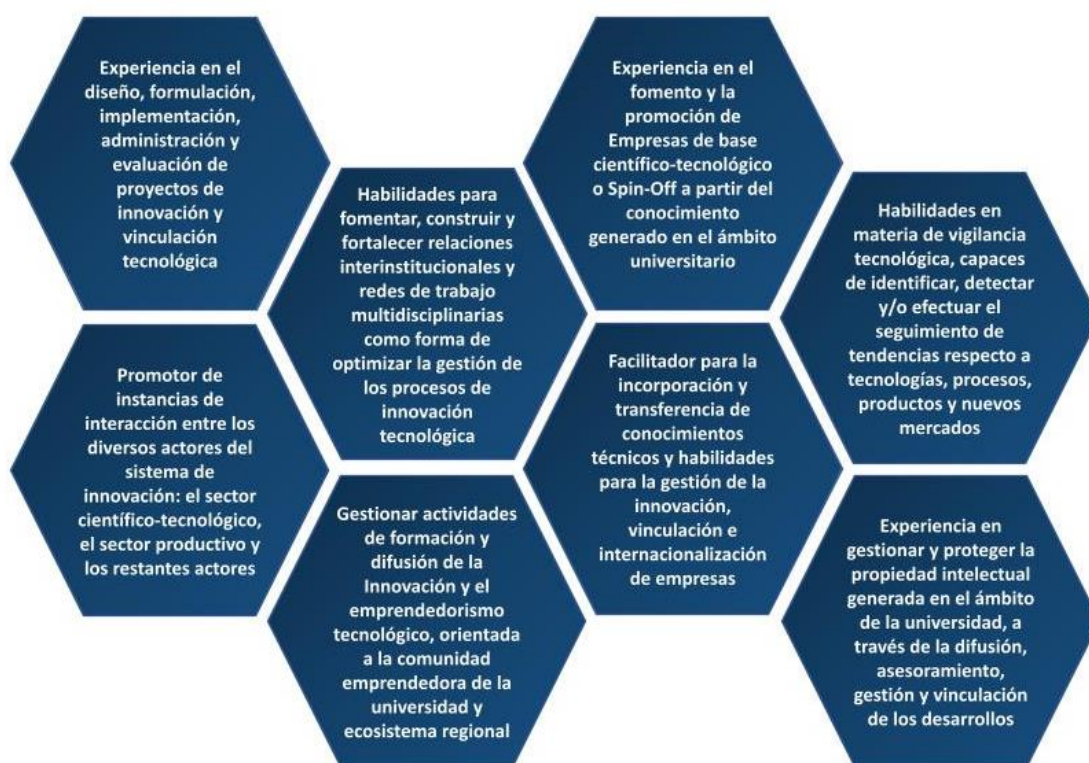 Experiencia en el
diseño, formulación,
implementación,
administración y
evaluación de
proyectos de
innovación y
vinculación
tecnológica
Habilidades para
fomentar, construir y
fortalecer relaciones
interinstitucionales y
redes de trabajo
multidisciplinarias
como forma de
optimizar la gestión de
los procesos de
innovación
tecnológica
Experiencia en el
fomento y la
promoción de
Empresas de base
científico-tecnológico
o Spin-Off a partir del
conocimiento
generado en el ámbito
universitario
Habilidades en
materia de vigilancia
tecnológica, capaces
de identificar, detectar
y/o efectuar el
seguimiento de
tendencias respecto a
tecnologías, procesos,
productos y nuevos
mercados
Promotor de
instancias de
interacción entre los
diversos actores del
sistema de
innovación: el sector
científico-tecnológico,
el sector productivo y
los restantes actores
Gestionar actividades
de formación y
difusión de la
Innovación y el
emprendedorismo
tecnológico, orientada
a la comunidad
emprendedora de la
universidad y
ecosistema regional
Facilitador para la
incorporación y
transferencia de
conocimientos
técnicos y habilidades
para la gestión de la
innovación,
vinculación e
internacionalización
de empresas
Experiencia en
gestionar y proteger la
propiedad intelectual
generada en el ámbito
de la universidad, a
través de la difusión,
asesoramiento,
gestión y vinculación
de los desarrollos